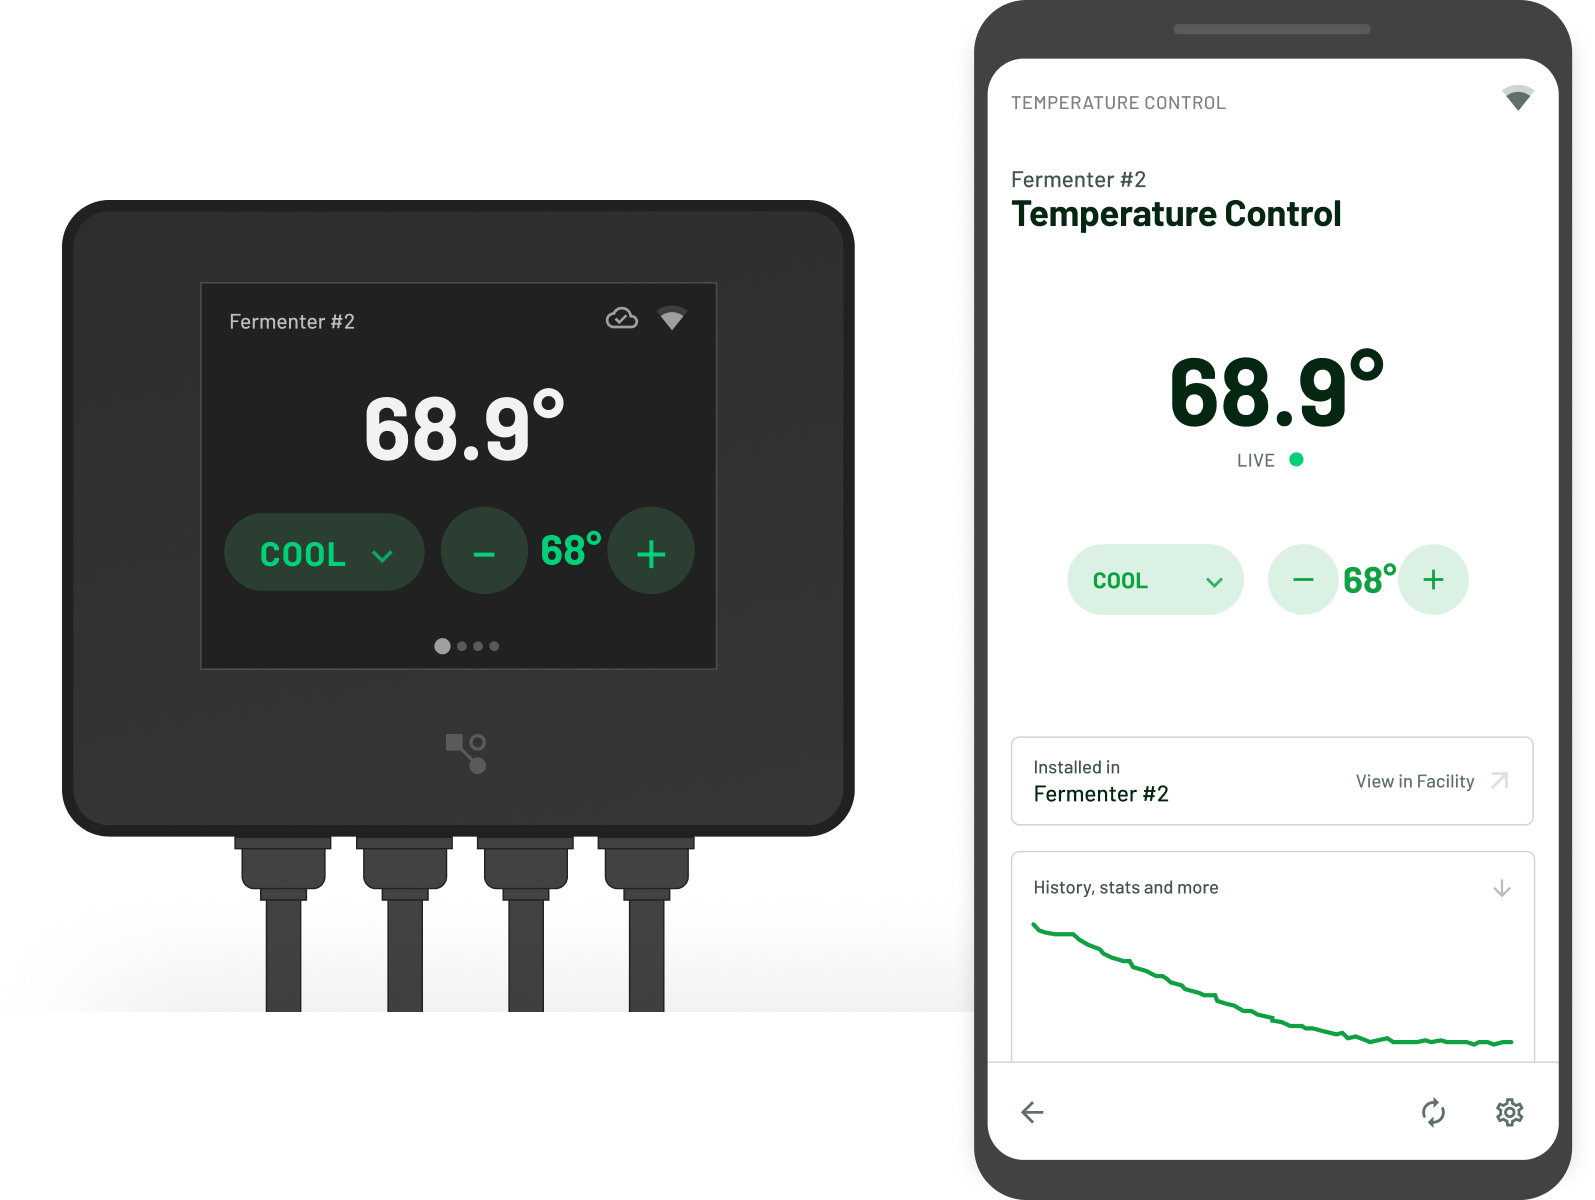 Fermenter #2
68.9°
COOL
68°
TEMPERATURE CONTROL
Fermenter #2
Temperature Control
68.9°
LIVE
COOL
68°
Installed in
Fermenter #2
View in Facility
History, stats and more